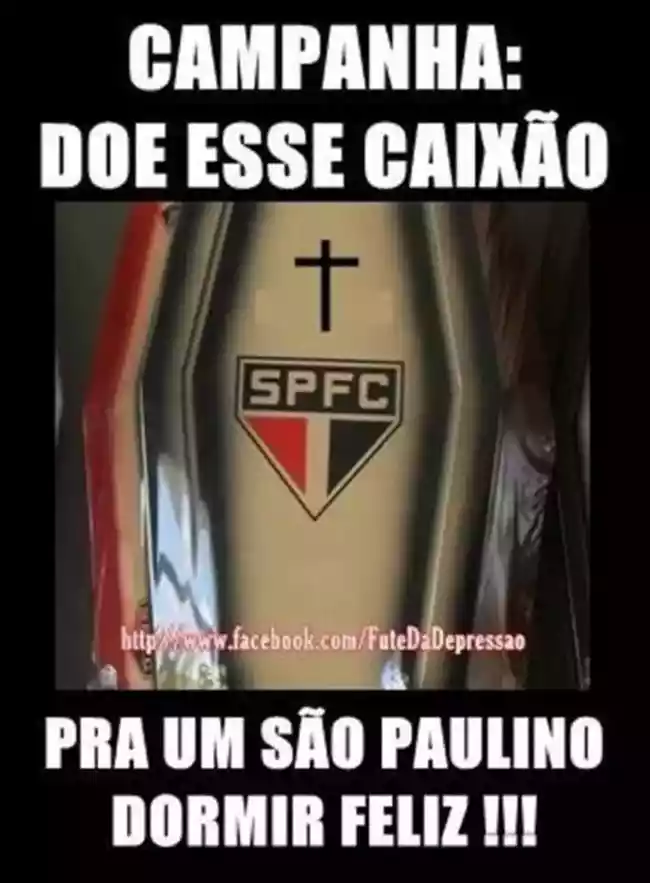 CAMPANHA:
DOE ESSE CAIXÃO
SPFC
http://www.facebook.com/FuteDaDepressao
PRA UM SÃO PAULINO
DORMIR FELIZ !!!